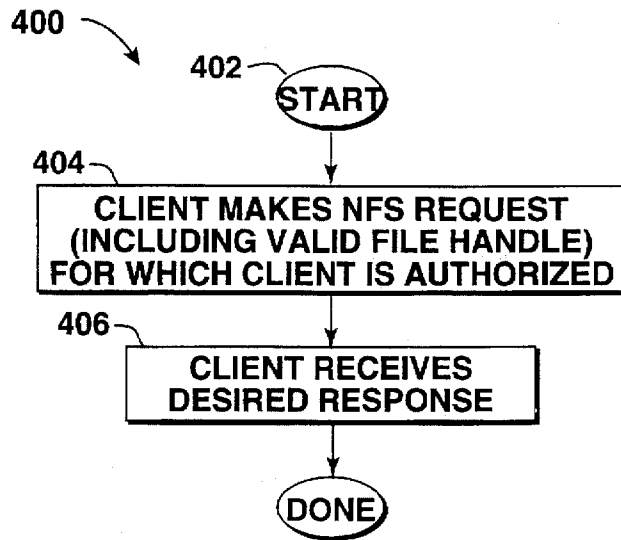 400
402
START
404
CLIENT MAKES NFS REQUEST
(INCLUDING VALID FILE HANDLE)
FOR WHICH CLIENT IS AUTHORIZED
406
CLIENT RECEIVES
DESIRED RESPONSE
DONE